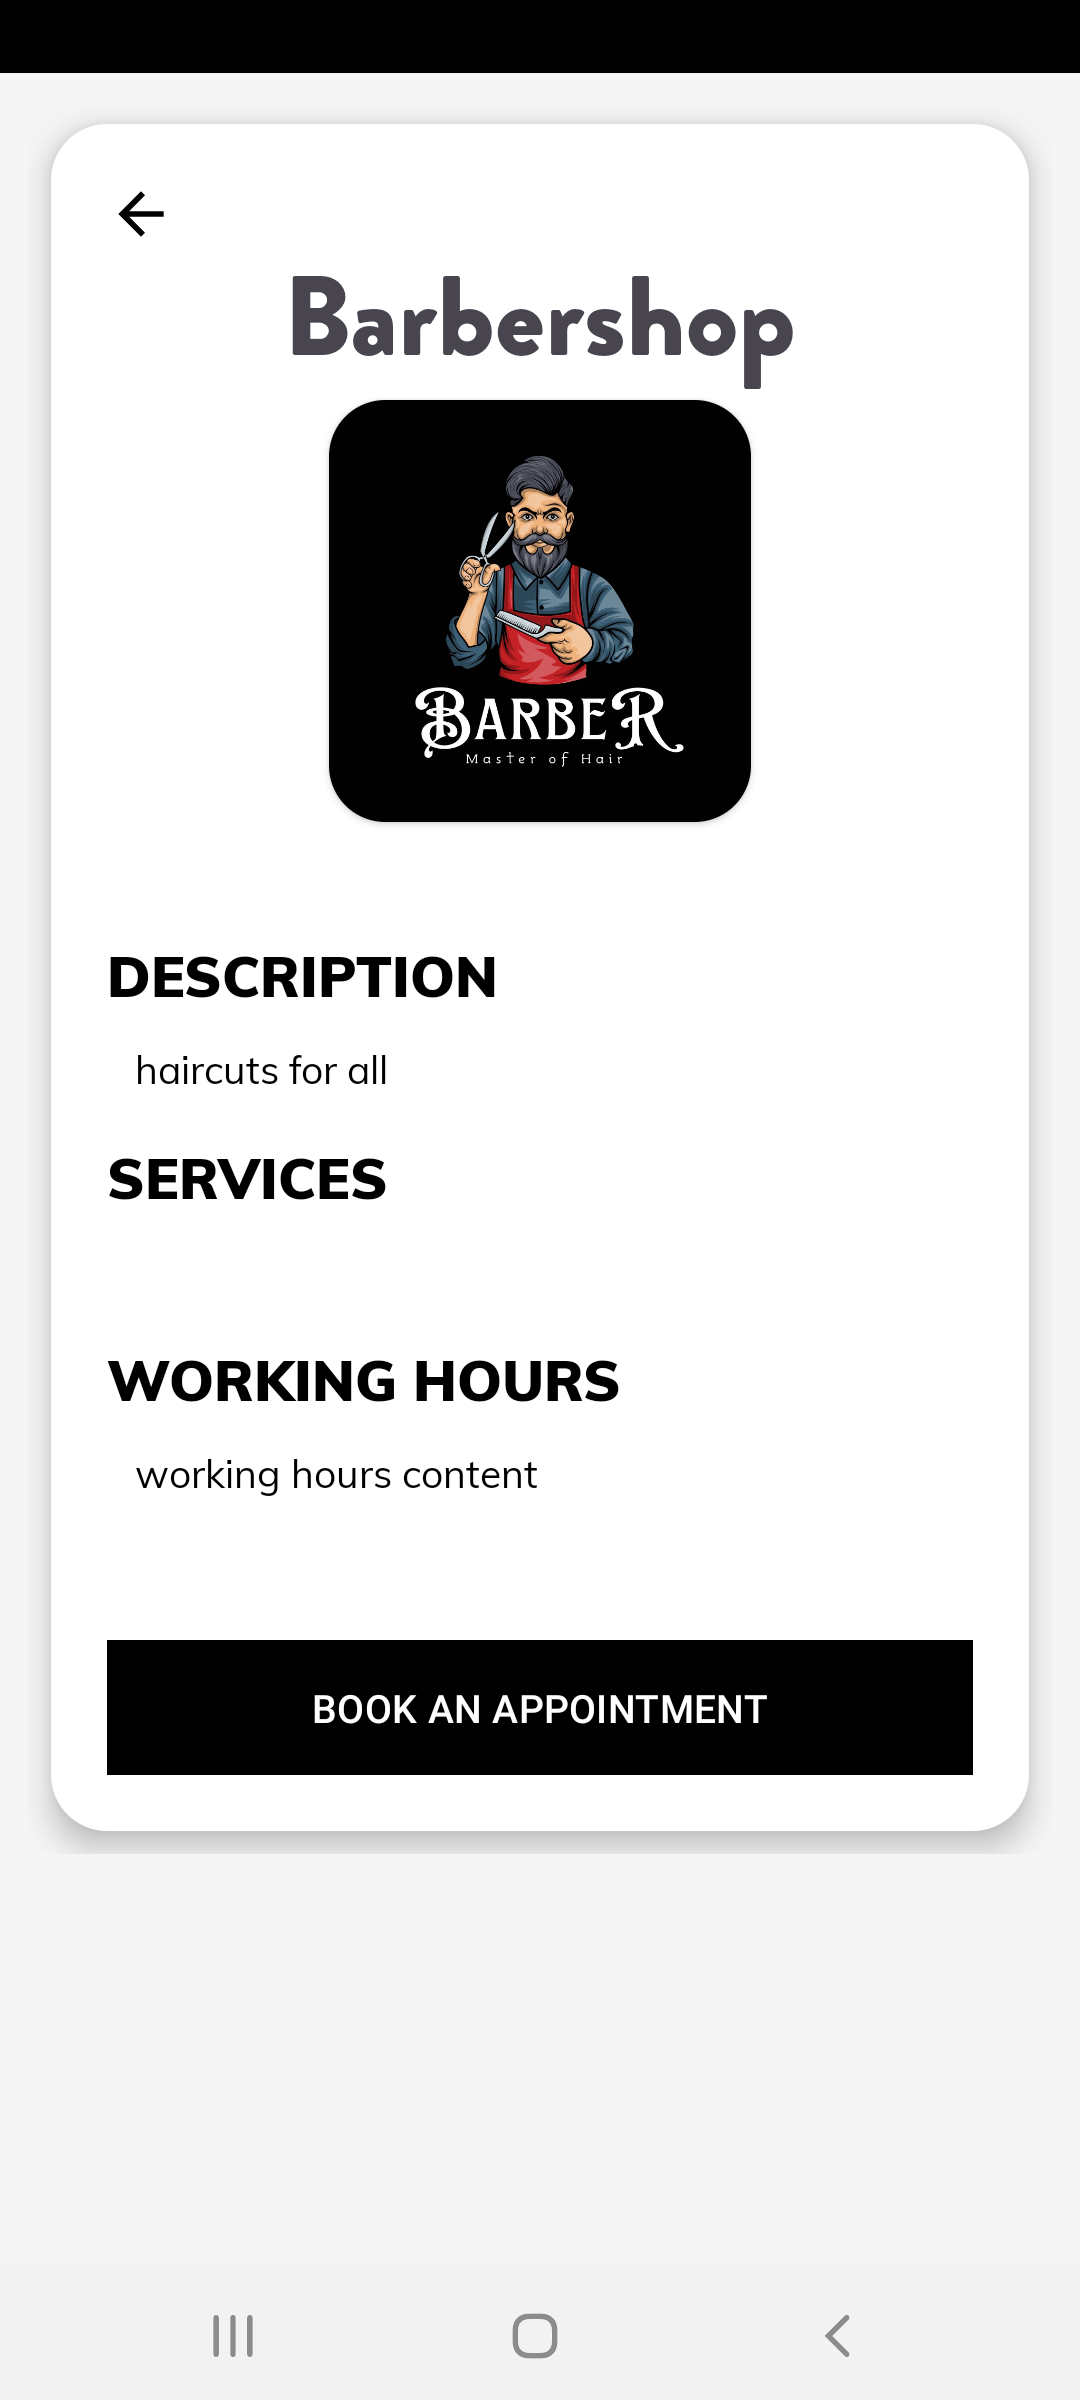 Barbershop
BARBER
Master of Hair
DESCRIPTION
haircuts for all
SERVICES
WORKING HOURS
working hours content
BOOK AN APPOINTMENT